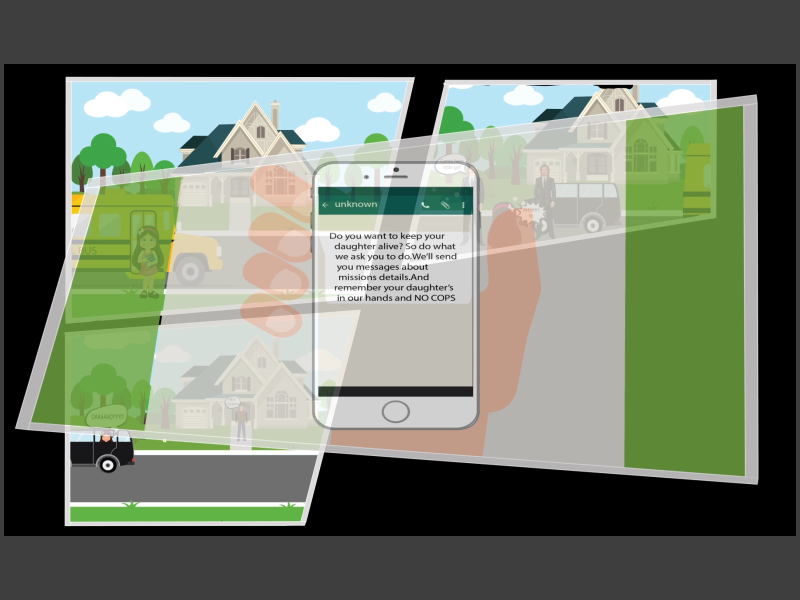 unknown
Do you want to keep your
daughter alive? So do what
we ask you to do.We'll send
you messages about
missions details.And
remember your daughter's
in our hands and NO COPS
BUS